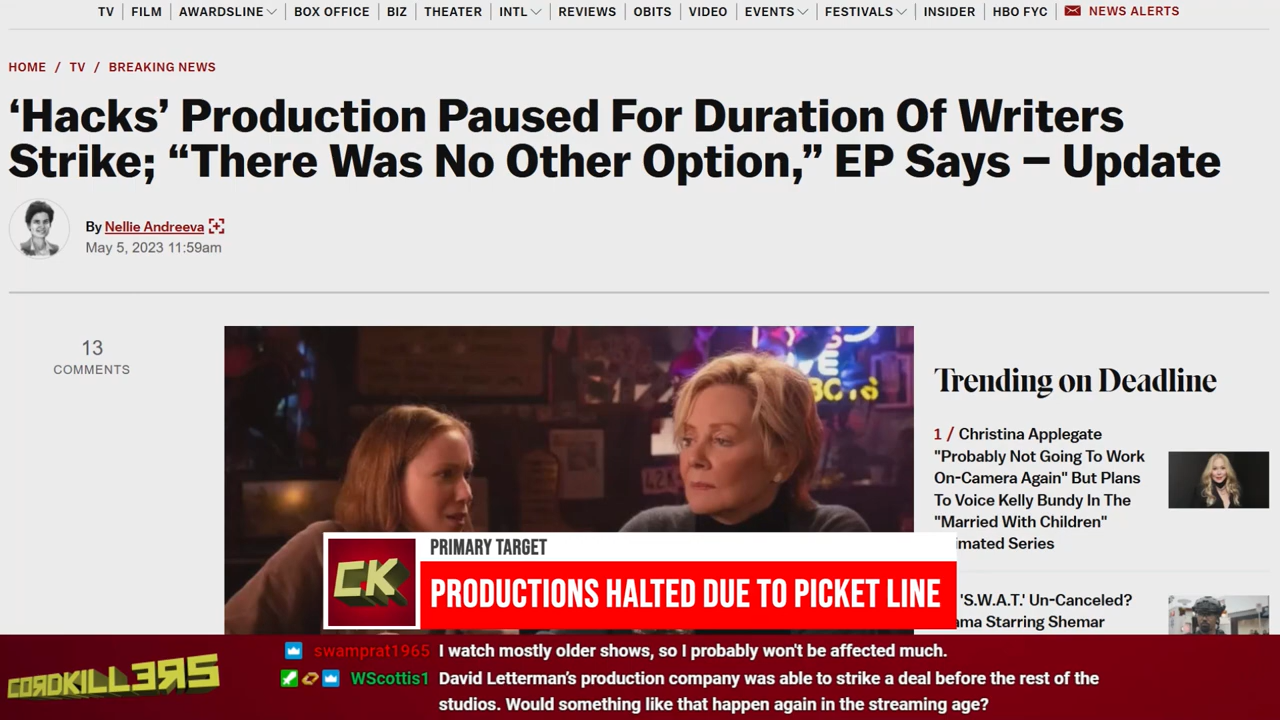 TV | FILM | AWARDSLINE | BOX OFFICE | BIZ | THEATER | INTL | REVIEWS | OBITS | VIDEO | EVENTS | FESTIVALS | INSIDER | HBO FYC | NEWS ALERTS
HOME / TV / BREAKING NEWS
‘Hacks’ Production Paused For Duration Of Writers
Strike; “There Was No Other Option,” EP Says – Update
By Nellie Andreeva
May 5, 2023 11:59am
13
COMMENTS
Trending on Deadline
1 / Christina Applegate
"Probably Not Going To Work
On-Camera Again" But Plans
To Voice Kelly Bundy In The
"Married With Children"
imated Series
'S.W.A.T.' Un-Canceled?
ama Starring Shemar
CK
PRIMARY TARGET
PRODUCTIONS HALTED DUE TO PICKET LINE
CORDKILLERS
swamprat1965 I watch mostly older shows, so I probably won't be affected much.
WScottis1 David Letterman's production company was able to strike a deal before the rest of the
studios. Would something like that happen again in the streaming age?